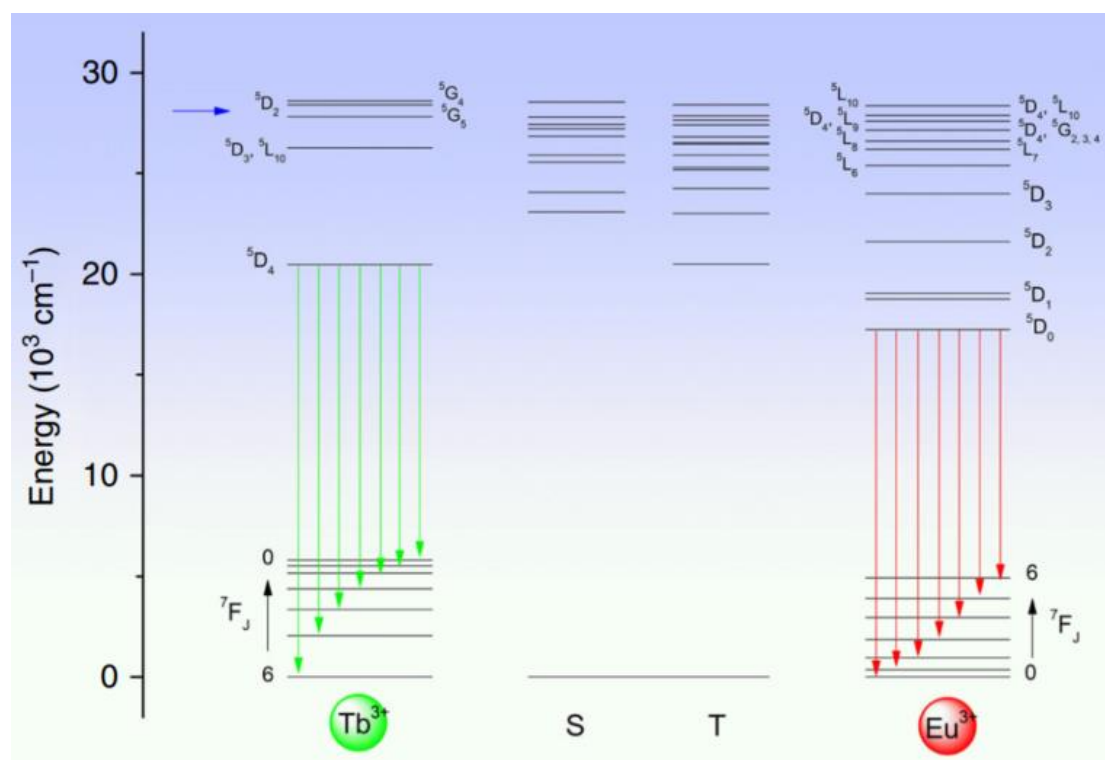 Energy (10³ cm⁻¹)
30
20
10
0
⁵D₂
⁵G₄
⁵G₅
⁵D₃, ⁵L₁₀
⁵D₄
0
⁷F_J
6
Tb³⁺
S
T
⁵L₁₀
⁵D₄, ⁵L₁₀
⁵D₄, ⁵L₉
⁵D₄, ⁵G₂, ₃, ₄
⁵L₈
⁵L₇
⁵L₆
⁵D₃
⁵D₂
⁵D₁
⁵D₀
6
⁷F_J
0
Eu³⁺